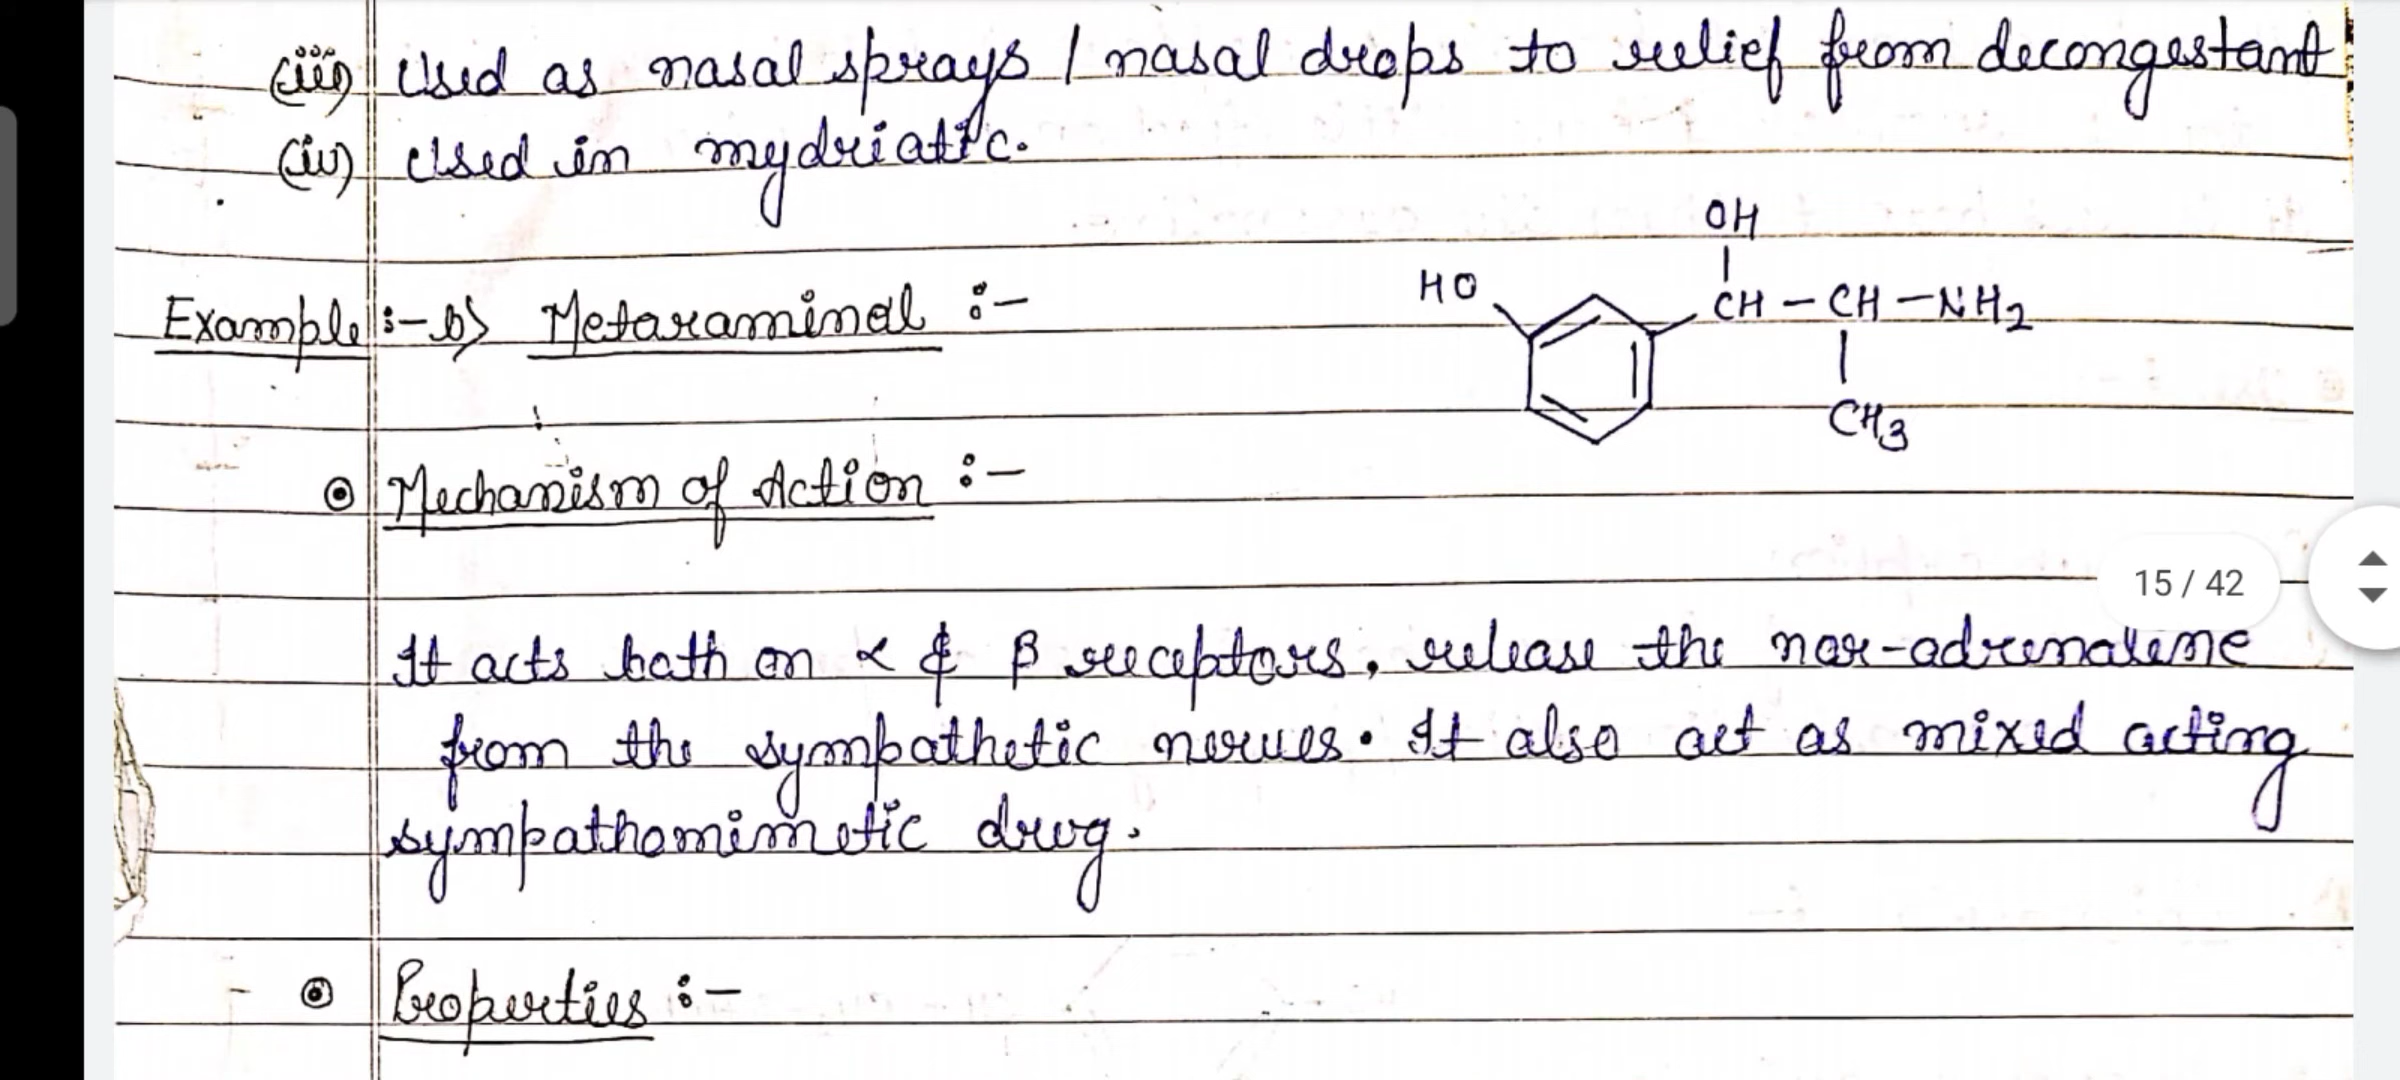 (iii) Used as nasal sprays / nasal drops to relief from decongestant
(iv) Used in mydriatic.
OH
|
HO
CH - CH - NH2
|
CH3
Example :- b) Metaraminal :-
Mechanism of Action :-
15 / 42
It acts both on α & β receptors, release the nor-adrenaline
from the sympathetic nerves. It also act as mixed acting
sympathomimetic drug.
Properties :-